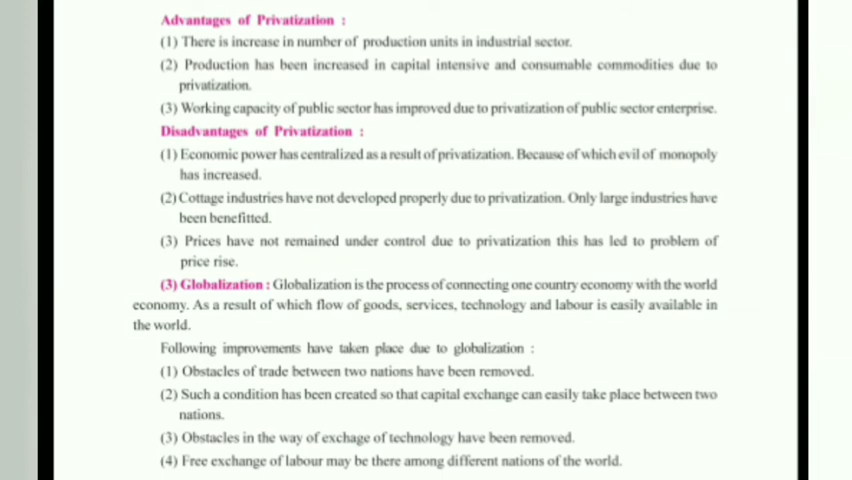 Advantages of Privatization :
(1) There is increase in number of production units in industrial sector.
(2) Production has been increased in capital intensive and consumable commodities due to
privatization.
(3) Working capacity of public sector has improved due to privatization of public sector enterprise.
Disadvantages of Privatization :
(1) Economic power has centralized as a result of privatization. Because of which evil of monopoly
has increased.
(2) Cottage industries have not developed properly due to privatization. Only large industries have
been benefitted.
(3) Prices have not remained under control due to privatization this has led to problem of
price rise.
(3) Globalization : Globalization is the process of connecting one country economy with the world
economy. As a result of which flow of goods, services, technology and labour is easily available in
the world.
Following improvements have taken place due to globalization :
(1) Obstacles of trade between two nations have been removed.
(2) Such a condition has been created so that capital exchange can easily take place between two
nations.
(3) Obstacles in the way of exchage of technology have been removed.
(4) Free exchange of labour may be there among different nations of the world.